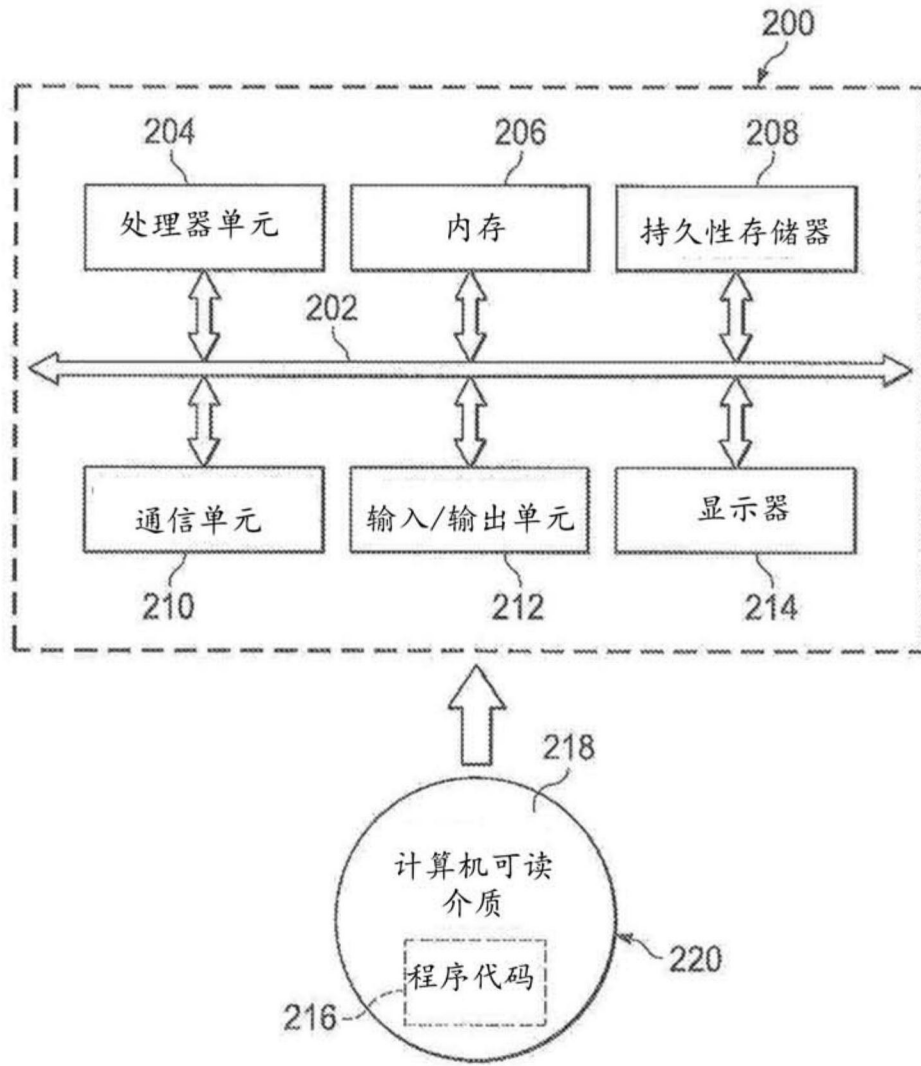 200
204
206
208
处理器单元
内存
持久性存储器
202
通信单元
输入/输出单元
显示器
210
212
214
218
计算机可读
介质
程序代码
216
220